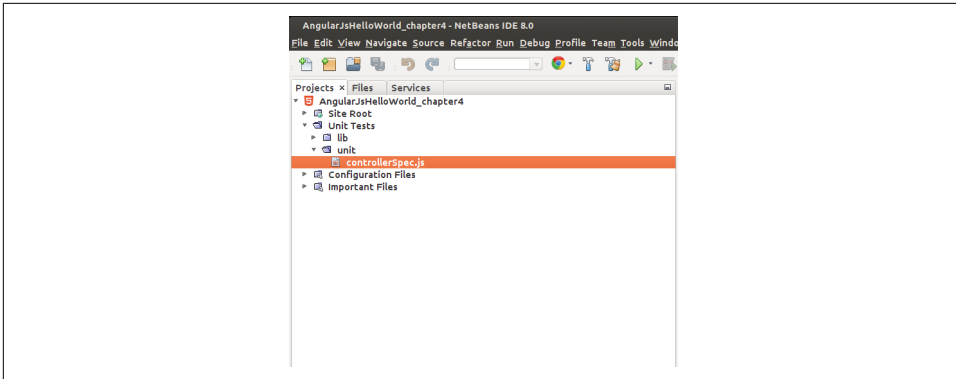 AngularJsHelloWorld_chapter4 - NetBeans IDE 8.0
File Edit View Navigate Source Refactor Run Debug Profile Team Tools Windo
Projects × Files Services
AngularJsHelloWorld_chapter4
Site Root
Unit Tests
lib
unit
controllerSpec.js
Configuration Files
Important Files